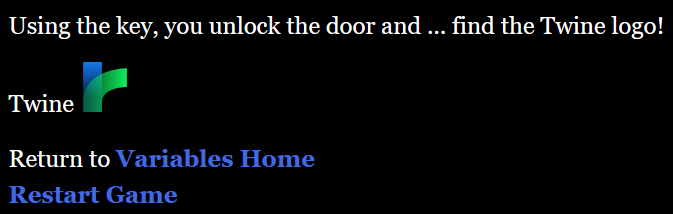 Using the key, you unlock the door and ... find the Twine logo!
Twine
Return to Variables Home
Restart Game